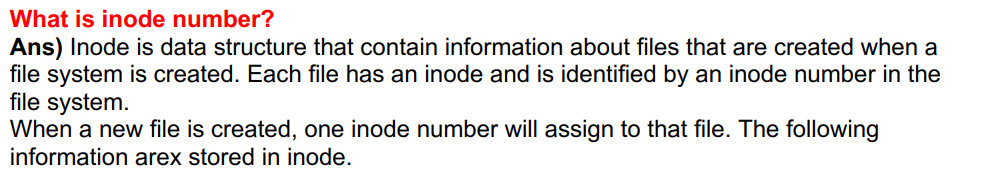 What is inode number?
Ans) Inode is data structure that contain information about files that are created when a
file system is created. Each file has an inode and is identified by an inode number in the
file system.
When a new file is created, one inode number will assign to that file. The following
information arex stored in inode.